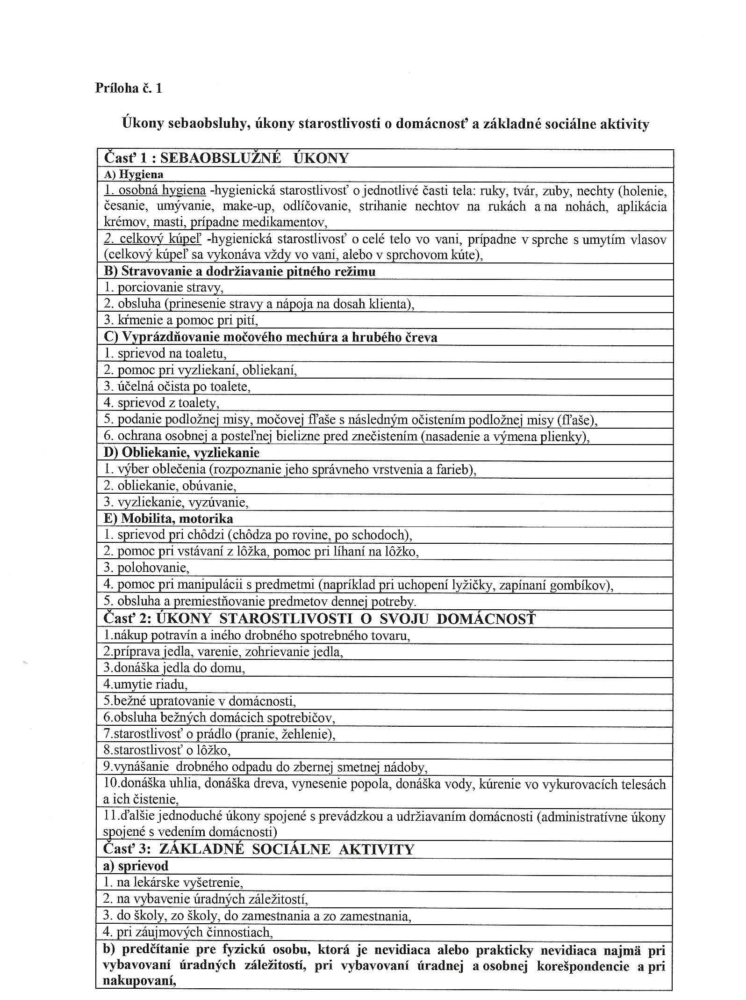 Príloha č. 1
Úkony sebaobsluhy, úkony starostlivosti o domácnosť a základné sociálne aktivity
Časť 1 : SEBAOBSLUŽNÉ ÚKONY
A) Hygiena
1. osobná hygiena -hygienická starostlivosť o jednotlivé časti tela: ruky, tvár, zuby, nechty (holenie,
česanie, umývanie, make-up, odlíčovanie, strihanie nechtov na rukách a na nohách, aplikácia
krémov, masti, prípadne medikamentov,
2. celkový kúpeľ -hygienická starostlivosť o celé telo vo vani, prípadne v sprche s umytím vlasov
(celkový kúpeľ sa vykonáva vždy vo vani, alebo v sprchovom kúte),
B) Stravovanie a dodržiavanie pitného režimu
1. porciovanie stravy,
2. obsluha (prinesenie stravy a nápoja na dosah klienta),
3. kŕmenie a pomoc pri pití,
C) Vyprázdňovanie močového mechúra a hrubého čreva
1. sprievod na toaletu,
2. pomoc pri vyzliekaní, obliekaní,
3. účelná očista po toalete,
4. sprievod z toalety,
5. podanie podložnej misy, močovej fľaše s následným očistením podložnej misy (fľaše),
6. ochrana osobnej a posteľnej bielizne pred znečistením (nasadenie a výmena plienky),
D) Obliekanie, vyzliekanie
1. výber oblečenia (rozpoznanie jeho správneho vrstvenia a farieb),
2. obliekanie, obúvanie,
3. vyzliekanie, vyzúvanie,
E) Mobilita, motorika
1. sprievod pri chôdzi (chôdza po rovine, po schodoch),
2. pomoc pri vstávaní z lôžka, pomoc pri líhaní na lôžko,
3. polohovanie,
4. pomoc pri manipulácii s predmetmi (napríklad pri uchopení lyžičky, zapínaní gombíkov),
5. obsluha a premiestňovanie predmetov dennej potreby.
Časť 2: ÚKONY STAROSTLIVOSTI O SVOJU DOMÁCNOSŤ
1.nákup potravín a iného drobného spotrebného tovaru,
2.príprava jedla, varenie, zohrievanie jedla,
3.donáška jedla do domu,
4.umytie riadu,
5.bežné upratovanie v domácnosti,
6.obsluha bežných domácich spotrebičov,
7.starostlivosť o prádlo (pranie, žehlenie),
8.starostlivosť o lôžko,
9.vynášanie drobného odpadu do zbernej smetnej nádoby,
10.donáška uhlia, donáška dreva, vynesenie popola, donáška vody, kúrenie vo vykurovacích telesách
a ich čistenie,
11.ďalšie jednoduché úkony spojené s prevádzkou a udržiavaním domácnosti (administratívne úkony
spojené s vedením domácnosti)
Časť 3: ZÁKLADNÉ SOCIÁLNE AKTIVITY
a) sprievod
1. na lekárske vyšetrenie,
2. na vybavenie úradných záležitostí,
3. do školy, zo školy, do zamestnania a zo zamestnania,
4. pri záujmových činnostiach,
b) predčítanie pre fyzickú osobu, ktorá je nevidiaca alebo prakticky nevidiaca najmä pri
vybavovaní úradných záležitostí, pri vybavovaní úradnej a osobnej korešpondencie a pri
nakupovaní,